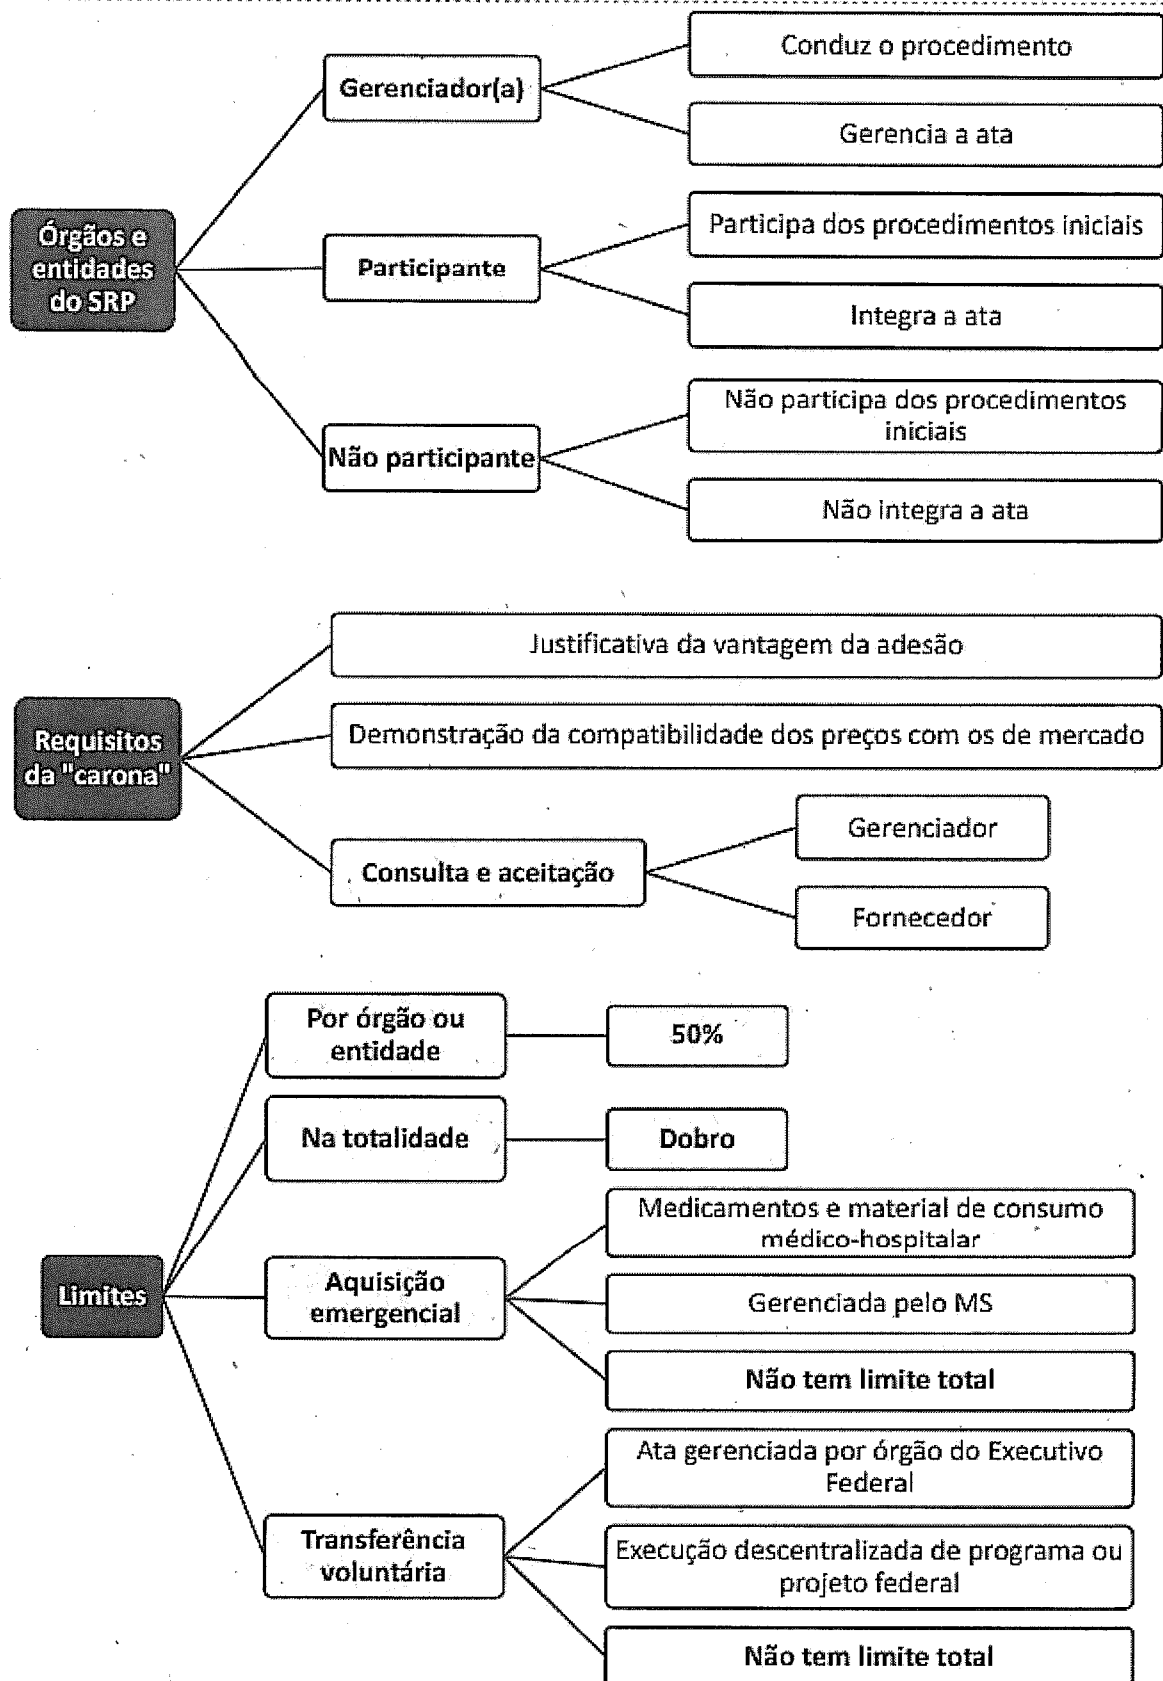 Órgãos e
entidades
do SRP
Gerenciador(a)
Conduz o procedimento
Gerencia a ata
Participante
Participa dos procedimentos iniciais
Integra a ata
Não participante
Não participa dos procedimentos
iniciais
Não integra a ata
Requisitos
da "carona"
Justificativa da vantagem da adesão
Demonstração da compatibilidade dos preços com os de mercado
Consulta e aceitação
Gerenciador
Fornecedor
Limites
Por órgão ou
entidade
50%
Na totalidade
Dobro
Aquisição
emergencial
Medicamentos e material de consumo
médico-hospitalar
Gerenciada pelo MS
Não tem limite total
Transferência
voluntária
Ata gerenciada por órgão do Executivo
Federal
Execução descentralizada de programa ou
projeto federal
Não tem limite total